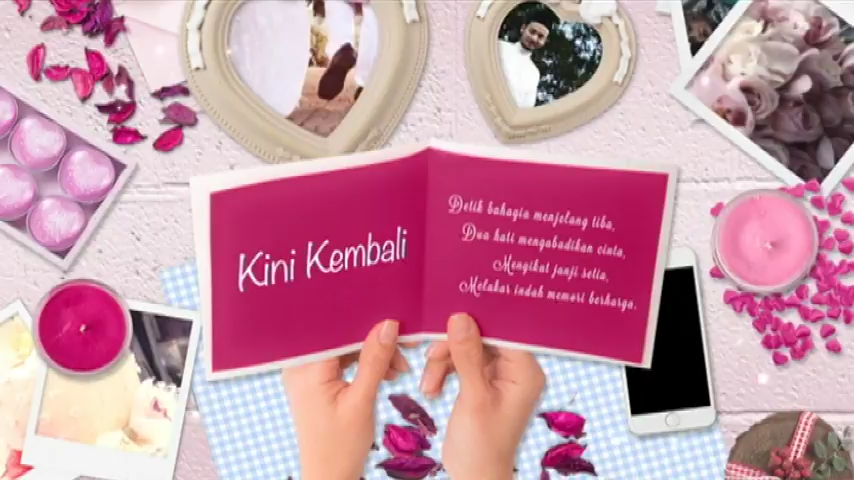 Kini Kembali
Detik bahagia menjelang tiba,
Dua hati mengabadikan cinta,
Mengikat janji setia,
Melakar indah memori berharga.